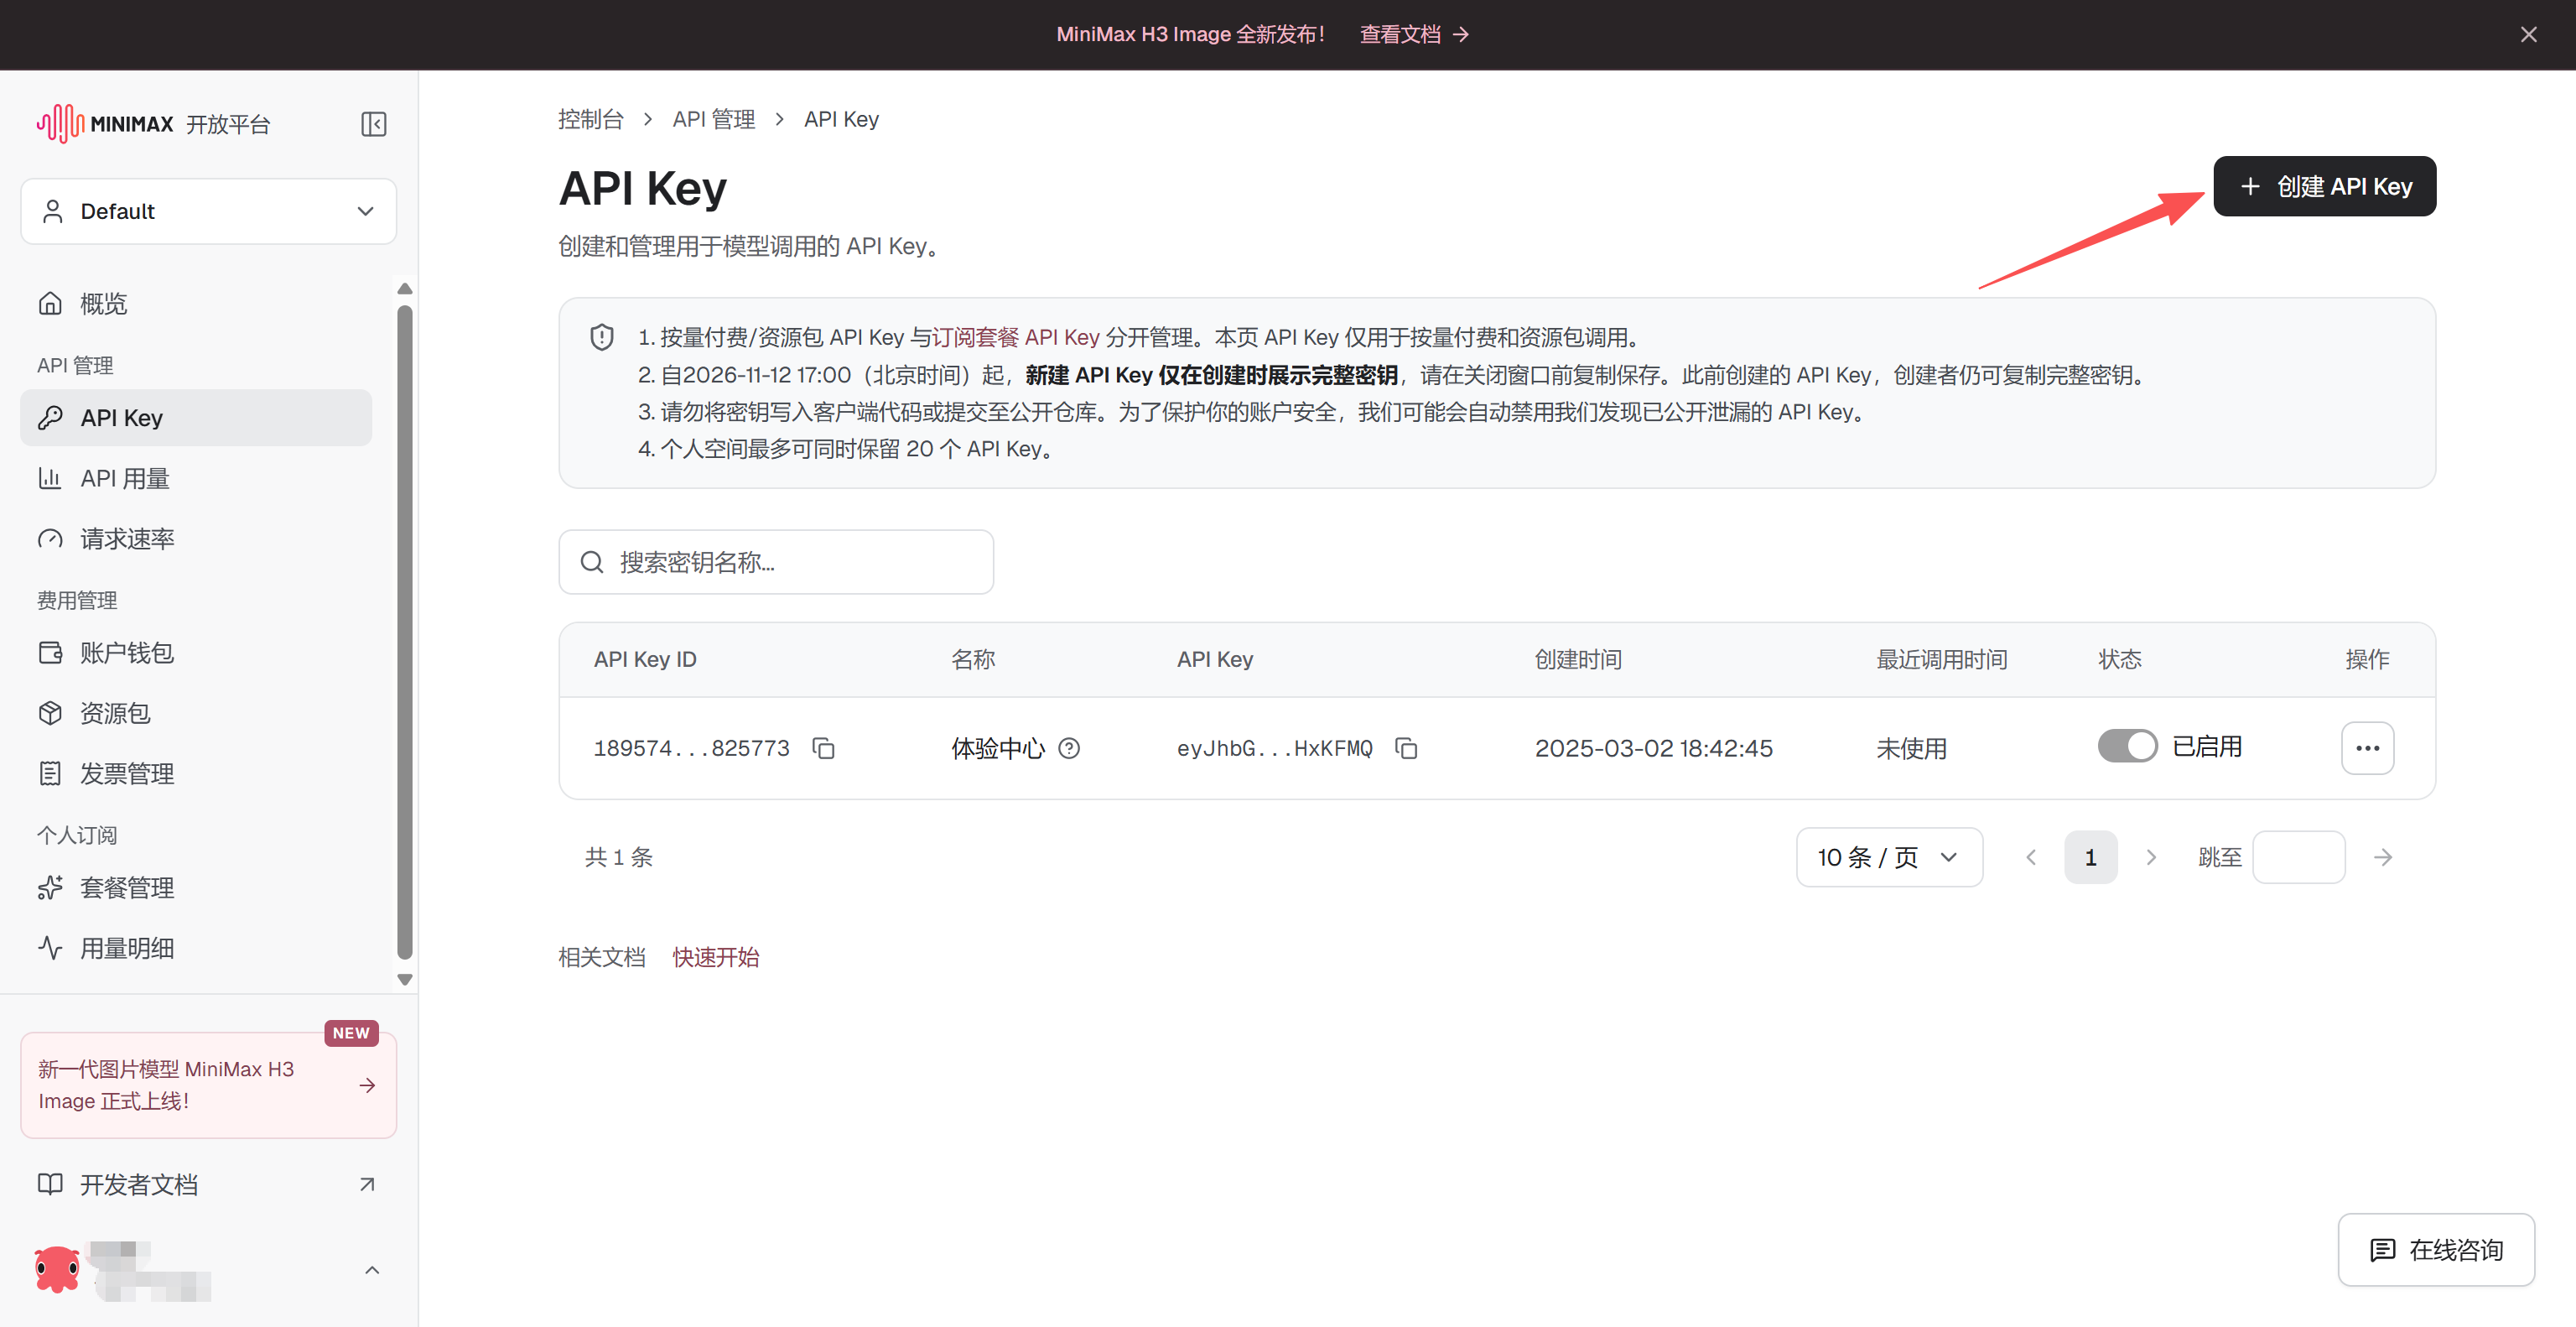 MiniMax H3 Image 全新发布！ 查看文档
MINIMAX 开放平台
Default
概览
API 管理
API Key
API 用量
请求速率
费用管理
账户钱包
资源包
发票管理
个人订阅
套餐管理
用量明细
NEW
新一代图片模型 MiniMax H3
Image 正式上线！
开发者文档
控制台 > API 管理 > API Key
API Key
创建 API Key
创建和管理用于模型调用的 API Key。
1. 按量付费/资源包 API Key 与订阅套餐 API Key 分开管理。本页 API Key 仅用于按量付费和资源包调用。
2. 自2026-11-12 17:00（北京时间）起，新建 API Key 仅在创建时展示完整密钥，请在关闭窗口前复制保存。此前创建的 API Key，创建者仍可复制完整密钥。
3. 请勿将密钥写入客户端代码或提交至公开仓库。为了保护你的账户安全，我们可能会自动禁用我们发现已公开泄漏的 API Key。
4. 个人空间最多可同时保留 20 个 API Key。
搜索密钥名称...
API Key ID 名称 API Key 创建时间 最近调用时间 状态 操作
189574...825773 体验中心 eyJhbG...HxKFMQ 2025-03-02 18:42:45 未使用 已启用
共 1 条 10 条 / 页 1 跳至
相关文档 快速开始
在线咨询